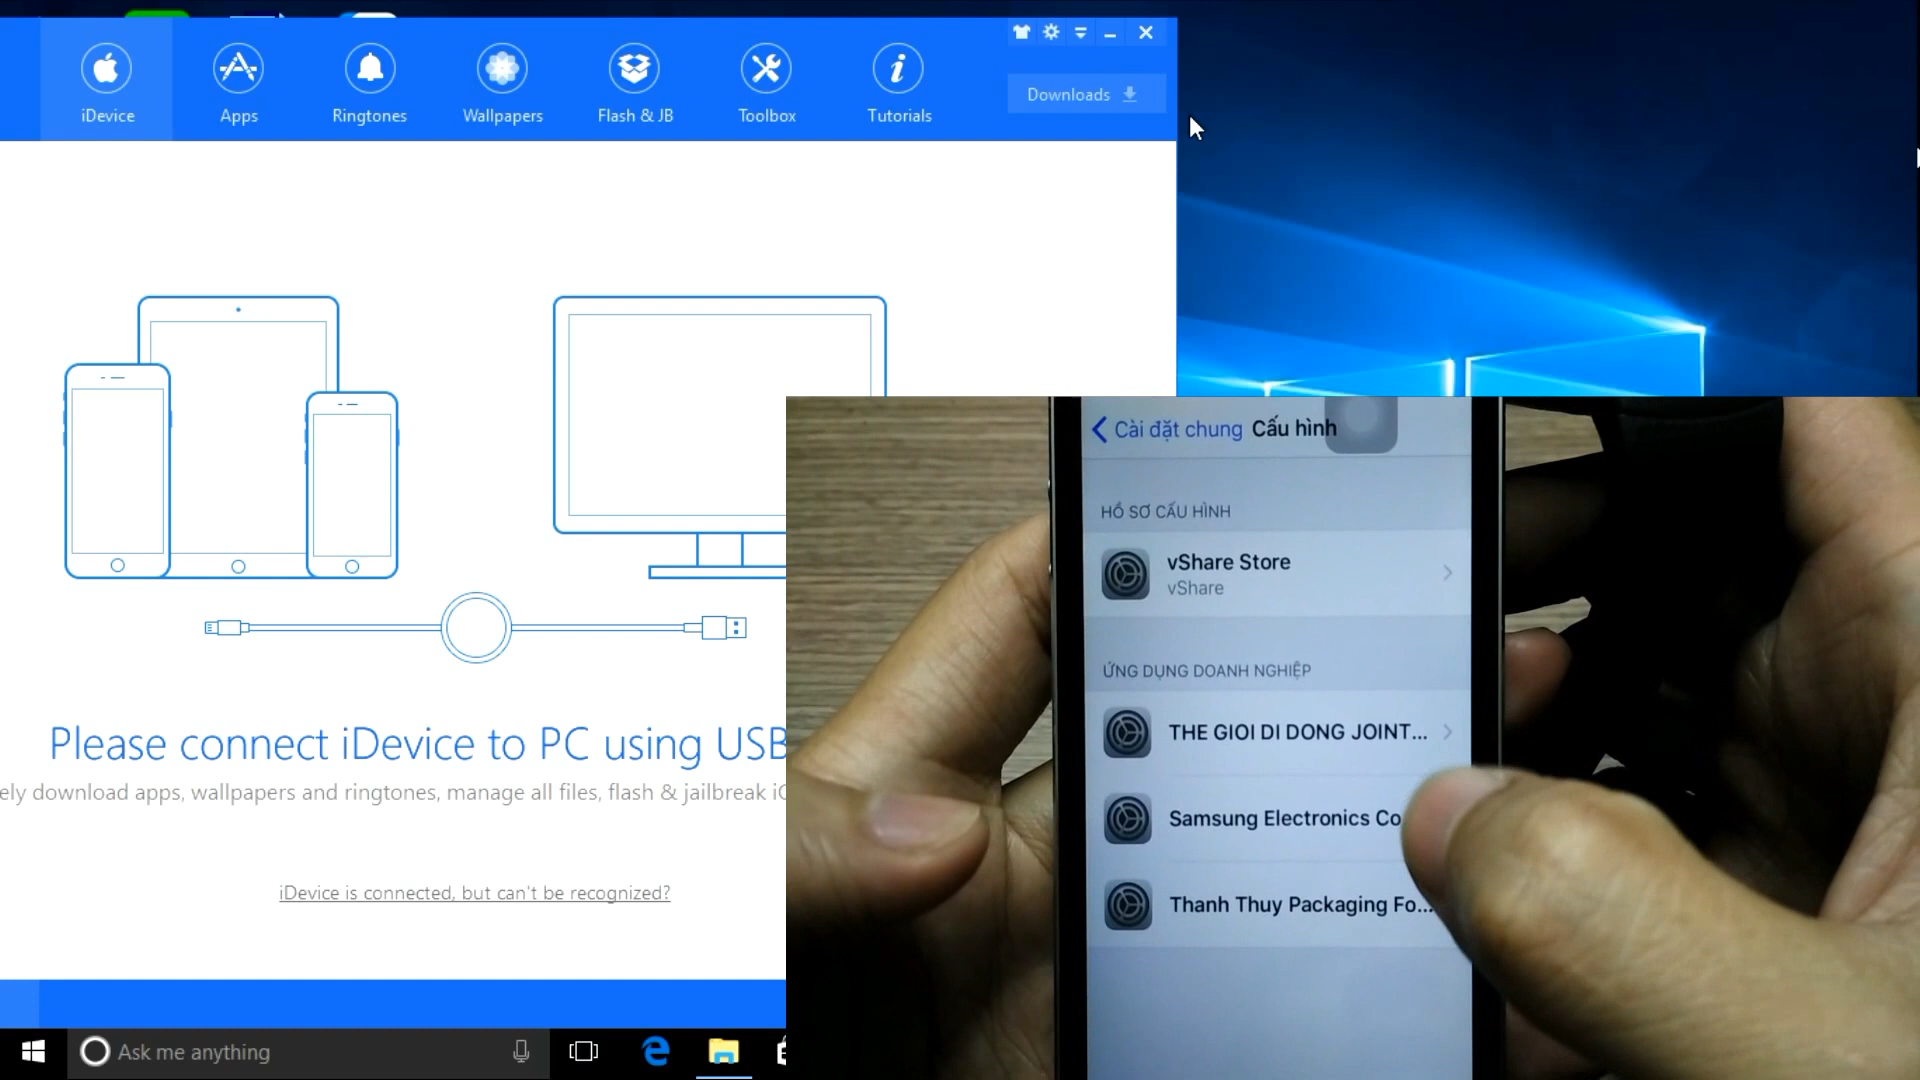 iDevice
Apps
Ringtones
Wallpapers
Flash & JB
Toolbox
Tutorials
Downloads
Please connect iDevice to PC using USB
ely download apps, wallpapers and ringtones, manage all files, flash & jailbreak
iDevice is connected, but can't be recognized?
Ask me anything
Cài đặt chung Cấu hình
HỒ SƠ CẤU HÌNH
vShare Store
vShare
ỨNG DỤNG DOANH NGHIỆP
THE GIOI DI DONG JOINT...
Samsung Electronics Co
Thanh Thuy Packaging Fo...